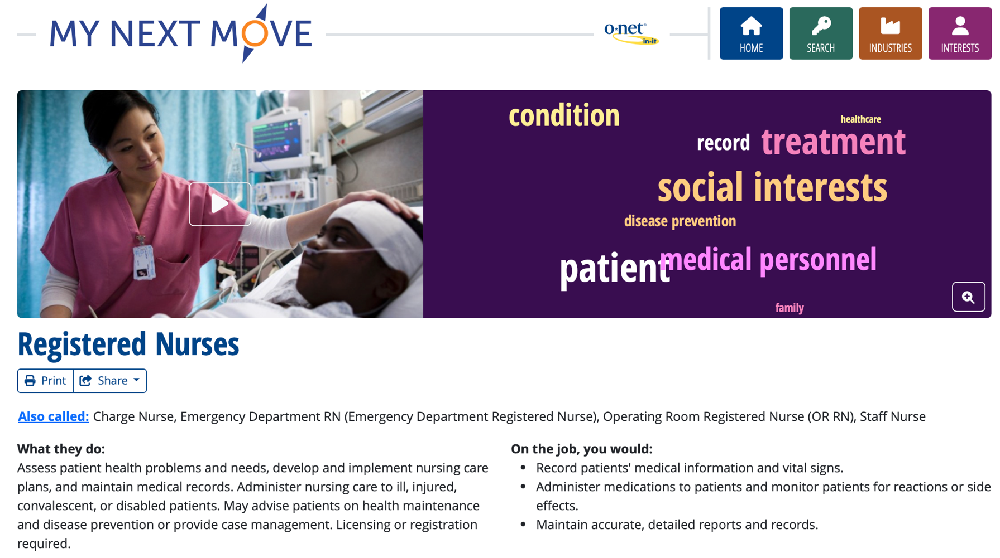 MY NEXT MOVE
o*net®
in-it
HOME
SEARCH
INDUSTRIES
INTERESTS
condition
healthcare
record
treatment
social interests
disease prevention
patient
medical personnel
family
Registered Nurses
Print
Share
Also called: Charge Nurse, Emergency Department RN (Emergency Department Registered Nurse), Operating Room Registered Nurse (OR RN), Staff Nurse
What they do:
Assess patient health problems and needs, develop and implement nursing care
plans, and maintain medical records. Administer nursing care to ill, injured,
convalescent, or disabled patients. May advise patients on health maintenance
and disease prevention or provide case management. Licensing or registration
required.
On the job, you would:
• Record patients' medical information and vital signs.
• Administer medications to patients and monitor patients for reactions or side
effects.
• Maintain accurate, detailed reports and records.